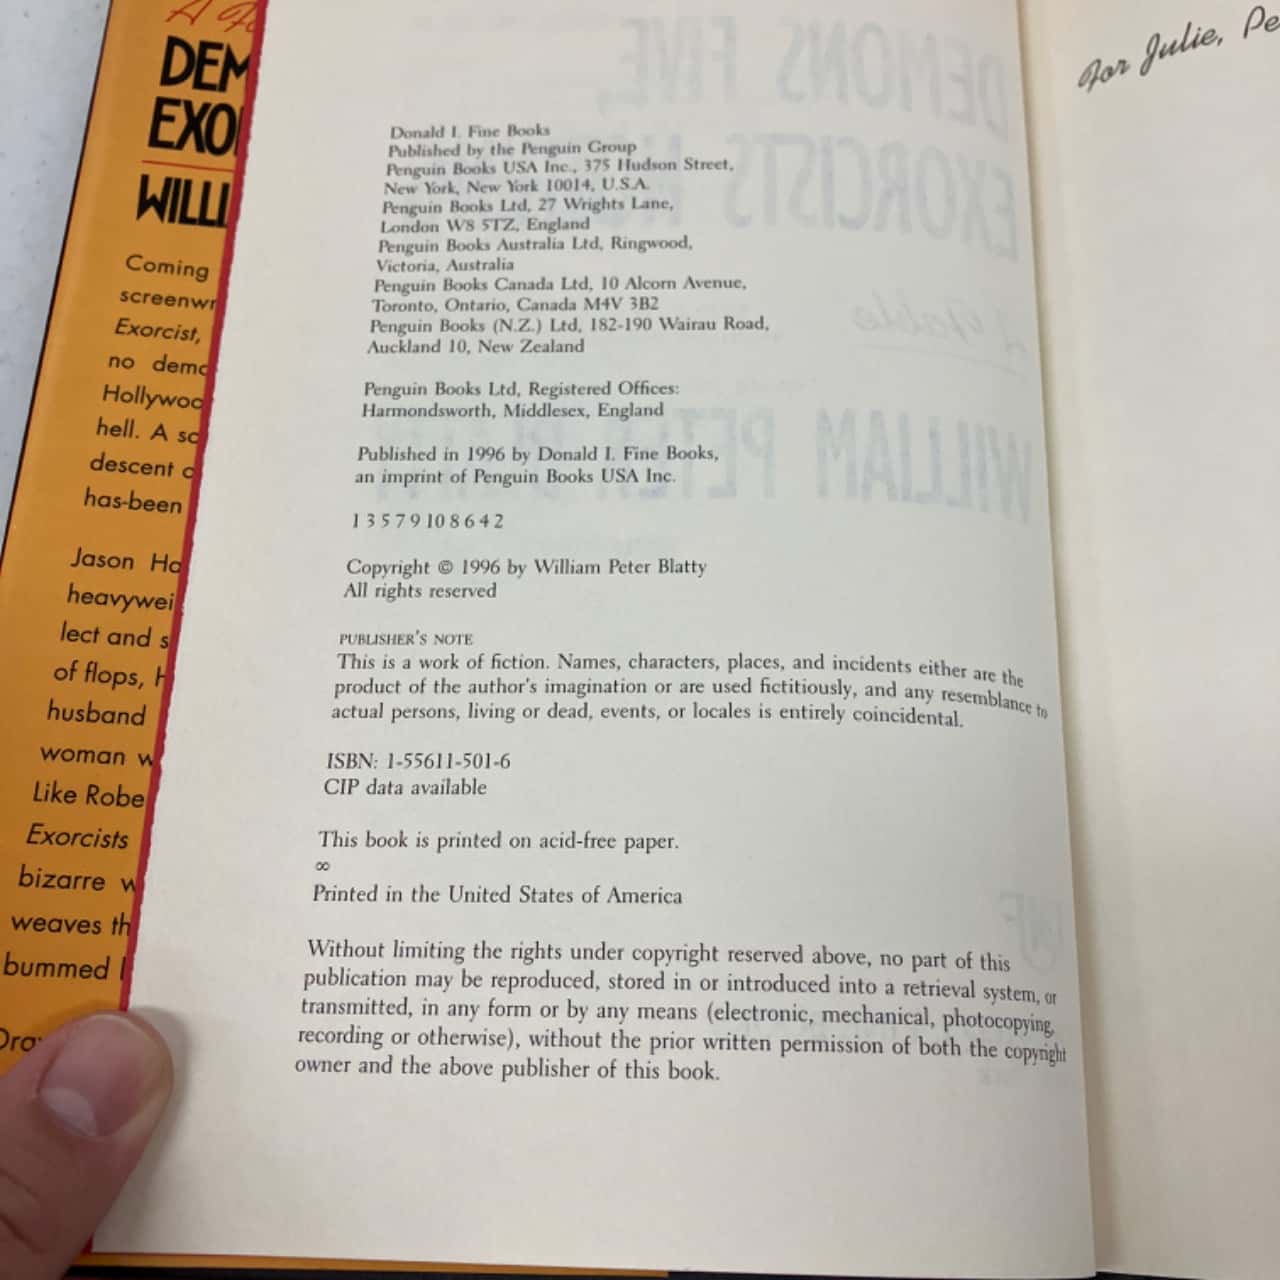 A
DEM
EXO
WILLI
Coming
screenwr
Exorcist,
no demo
Hollywoo
hell. A sc
descent o
has-been
Jason Ha
heavywei
lect and s
of flops, H
husband
woman w
Like Robe
Exorcists
bizarre w
weaves th
bummed
Dra
Donald I. Fine Books
Published by the Penguin Group
Penguin Books USA Inc., 375 Hudson Street,
New York, New York 10014, U.S.A.
Penguin Books Ltd, 27 Wrights Lane,
London W8 5TZ, England
Penguin Books Australia Ltd, Ringwood,
Victoria, Australia
Penguin Books Canada Ltd, 10 Alcorn Avenue,
Toronto, Ontario, Canada M4V 3B2
Penguin Books (N.Z.) Ltd, 182-190 Wairau Road,
Auckland 10, New Zealand
Penguin Books Ltd, Registered Offices:
Harmondsworth, Middlesex, England
Published in 1996 by Donald I. Fine Books,
an imprint of Penguin Books USA Inc.
1 3 5 7 9 10 8 6 4 2
Copyright © 1996 by William Peter Blatty
All rights reserved
PUBLISHER'S NOTE
This is a work of fiction. Names, characters, places, and incidents either are the
product of the author's imagination or are used fictitiously, and any resemblance to
actual persons, living or dead, events, or locales is entirely coincidental.
ISBN: 1-55611-501-6
CIP data available
This book is printed on acid-free paper.
∞
Printed in the United States of America
Without limiting the rights under copyright reserved above, no part of this
publication may be reproduced, stored in or introduced into a retrieval system, or
transmitted, in any form or by any means (electronic, mechanical, photocopying,
recording or otherwise), without the prior written permission of both the copyright
owner and the above publisher of this book.
For Julie, Pe